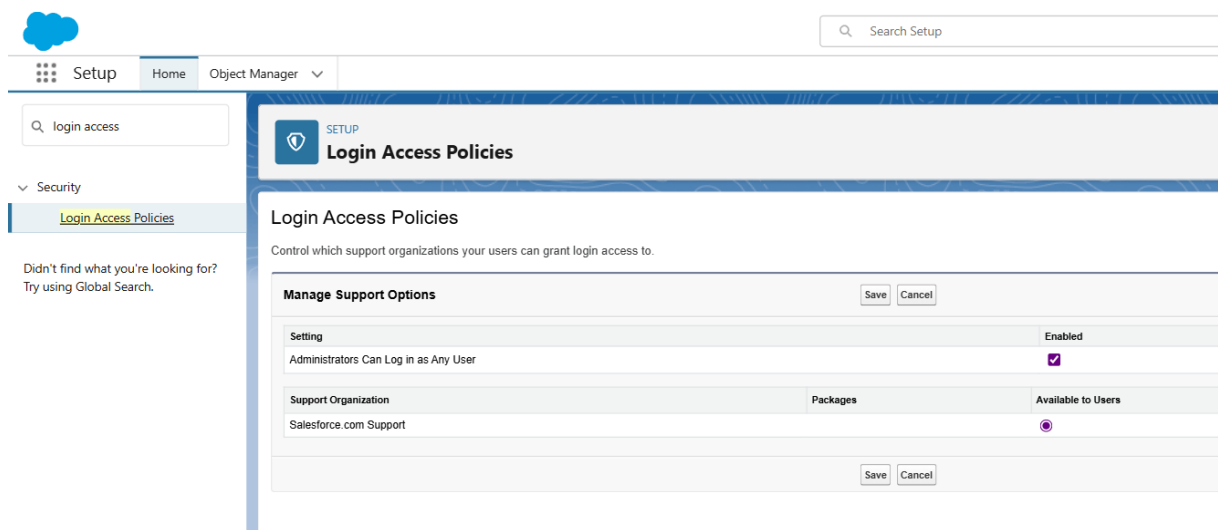 Search Setup
Setup Home Object Manager
login access
SETUP
Login Access Policies
Security
Login Access Policies
Didn't find what you're looking for?
Try using Global Search.
Login Access Policies
Control which support organizations your users can grant login access to.
Manage Support Options Save Cancel
Setting Enabled
Administrators Can Log in as Any User
Support Organization Packages Available to Users
Salesforce.com Support
Save Cancel